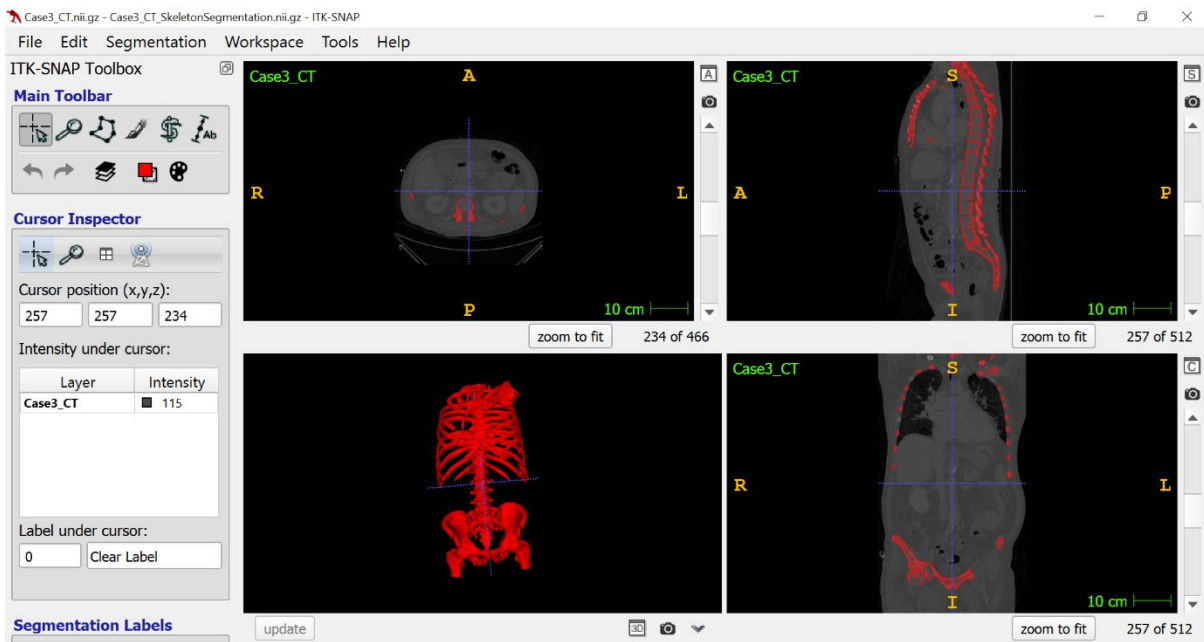 Case3_CT.nii.gz - Case3_CT_SkeletonSegmentation.nii.gz - ITK-SNAP
File Edit Segmentation Workspace Tools Help
ITK-SNAP Toolbox
Main Toolbar
Ab
Cursor Inspector
Cursor position (x,y,z):
257 257 234
Intensity under cursor:
Layer Intensity
Case3_CT 115
Label under cursor:
0 Clear Label
Segmentation Labels
Case3_CT
A
R
L
P
10 cm
A
zoom to fit 234 of 466
Case3_CT
S
A
P
I
10 cm
S
zoom to fit 257 of 512
update 3D
Case3_CT
S
R
L
I
10 cm
C
zoom to fit 257 of 512